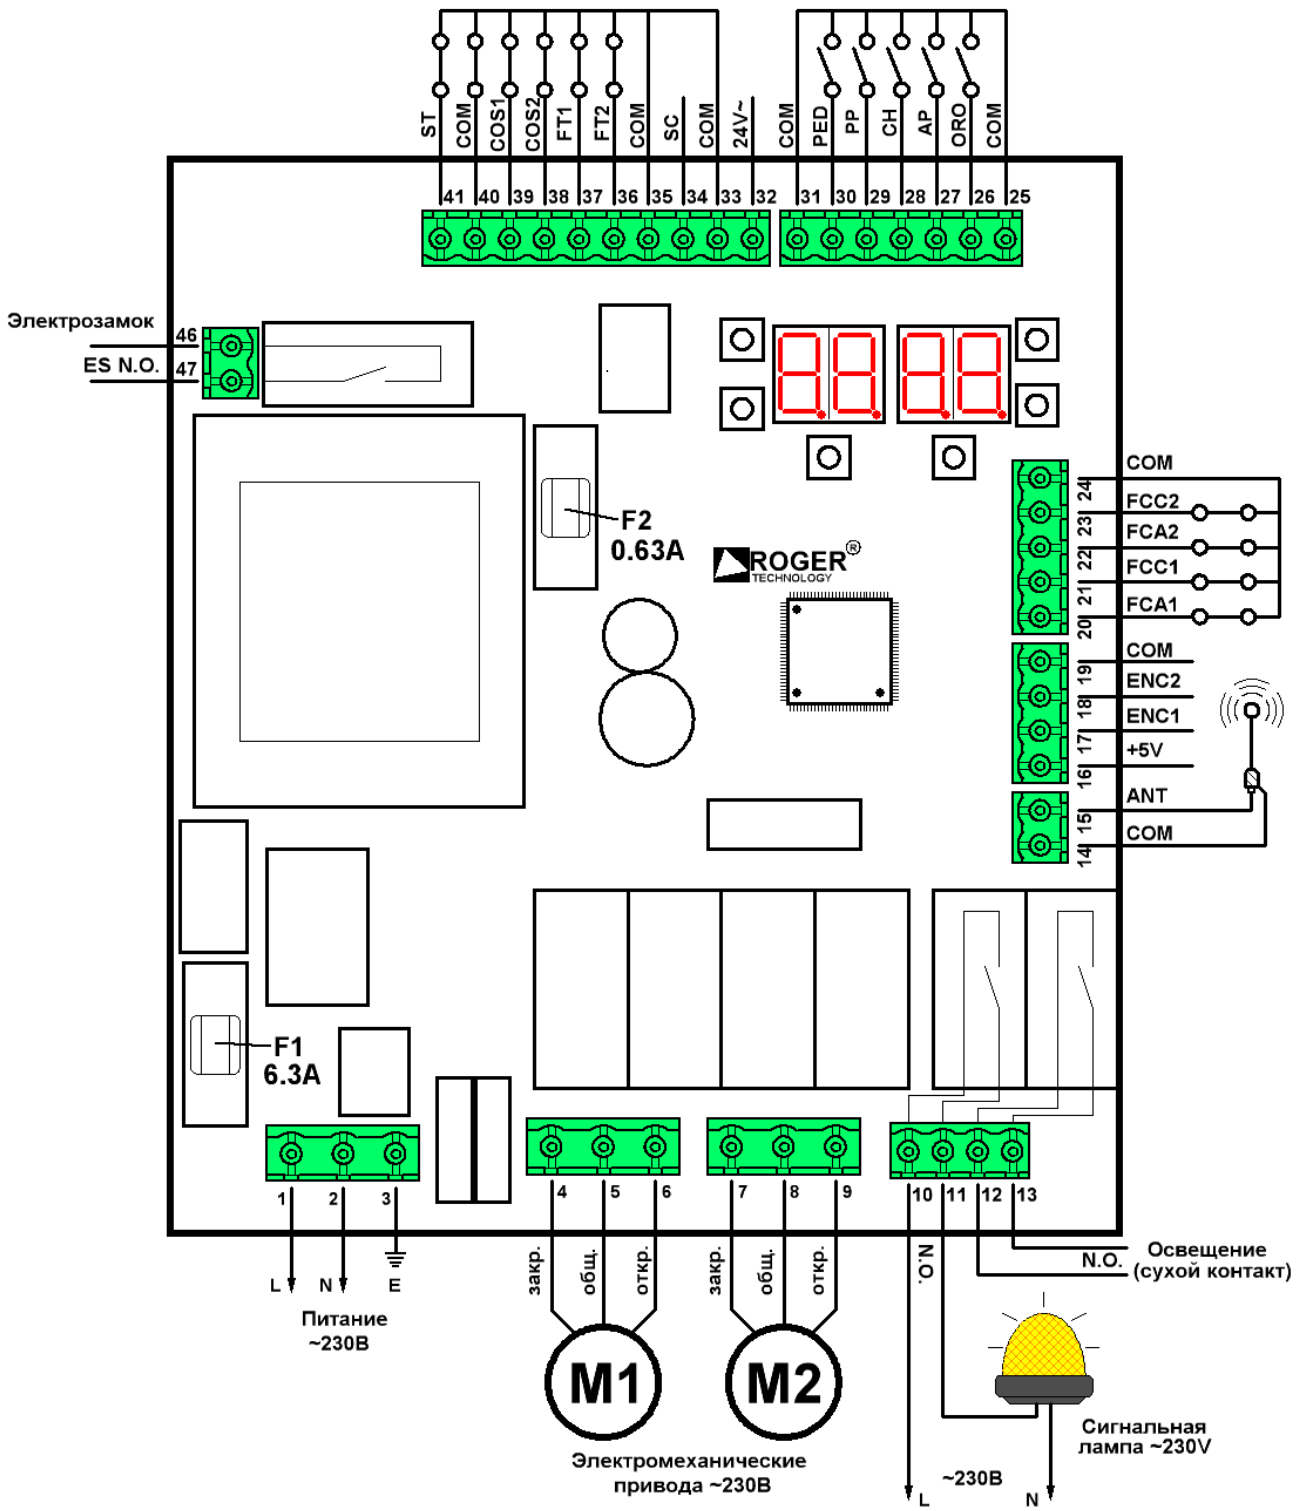 ST
COM
COS1
COS2
FT1
FT2
COM
SC
COM
24V~
COM
PED
PP
CH
AP
ORO
COM
41 40 39 38 37 36 35 34 33 32
31 30 29 28 27 26 25
Электрозамок
46
ES N.O.
47
F2
0.63A
ROGER®
TECHNOLOGY
COM
24
FCC2
23
FCA2
22
FCC1
21
FCA1
20
COM
19
ENC2
18
ENC1
17
+5V
16
ANT
15
COM
14
F1
6.3A
1 2 3
4 5 6
7 8 9
10 11 12 13
L N E
Питание
~230В
закр.
общ.
откр.
закр.
общ.
откр.
M1
M2
Электромеханические
привода ~230В
N.O.
N.O.
Освещение
(сухой контакт)
Сигнальная
лампа ~230V
~230В
L
N